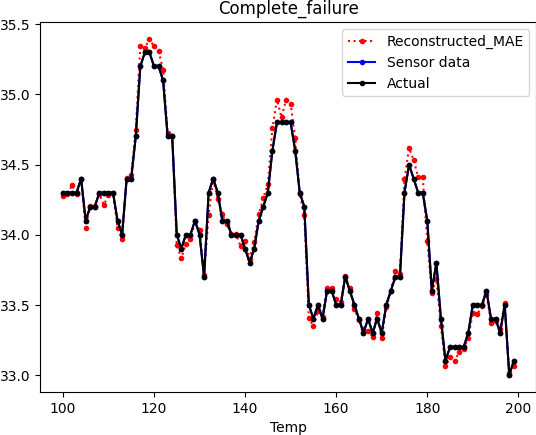 Complete_failure
Reconstructed_MAE
Sensor data
Actual
35.5
35.0
34.5
34.0
33.5
33.0
100 120 140 160 180 200
Temp